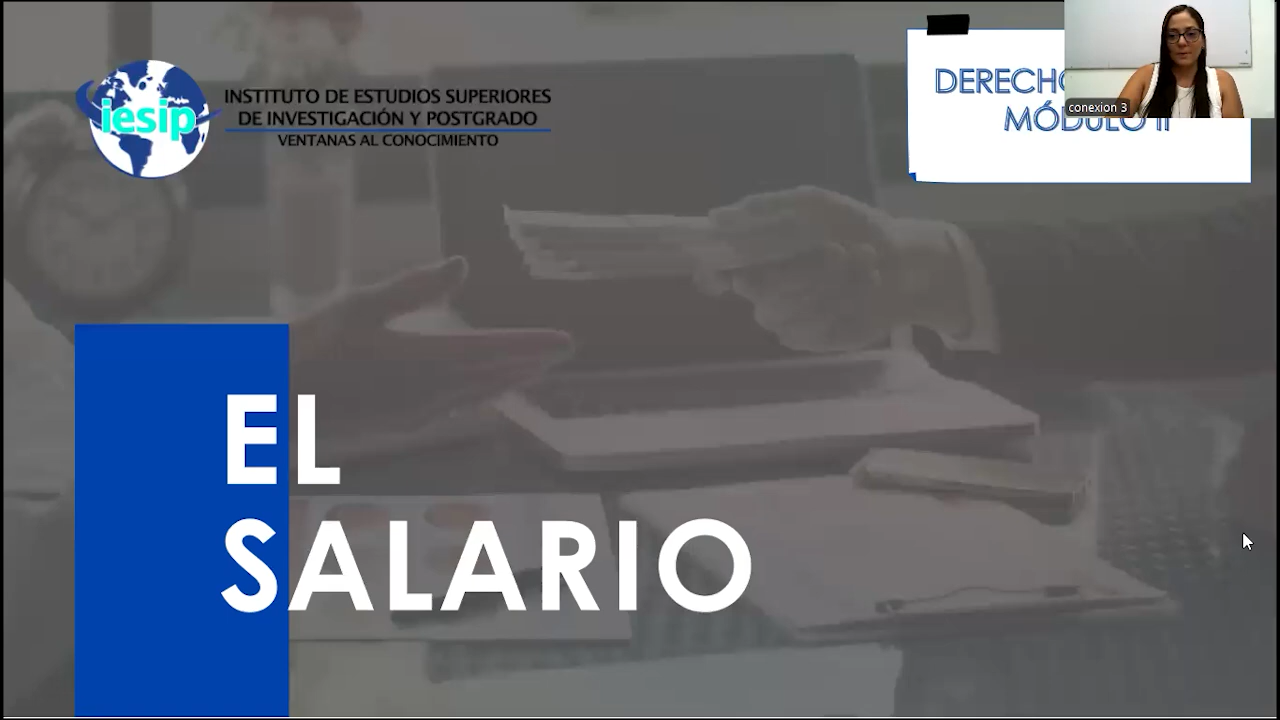 iesip
INSTITUTO DE ESTUDIOS SUPERIORES
DE INVESTIGACIÓN Y POSTGRADO
VENTANAS AL CONOCIMIENTO
DERECHO
MÓDULO II
conexion 3
EL
SALARIO